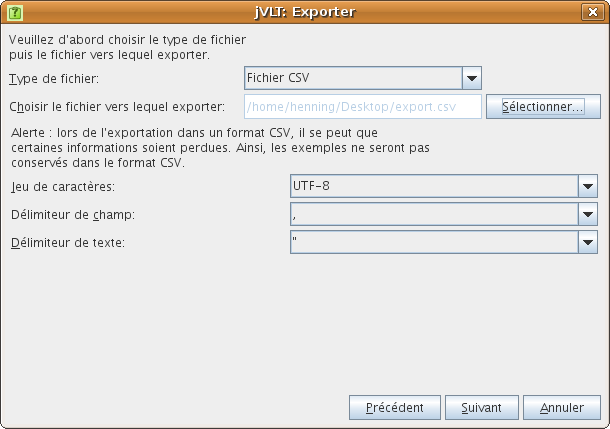 jVLT: Exporter
Veuillez d'abord choisir le type de fichier
puis le fichier vers lequel exporter.
Type de fichier: Fichier CSV
Choisir le fichier vers lequel exporter: /home/henning/Desktop/export.csv Sélectionner...
Alerte : lors de l'exportation dans un format CSV, il se peut que
certaines informations soient perdues. Ainsi, les exemples ne seront pas
conservés dans le format CSV.
Jeu de caractères: UTF-8
Délimiteur de champ: ,
Délimiteur de texte: "
Précédent Suivant Annuler